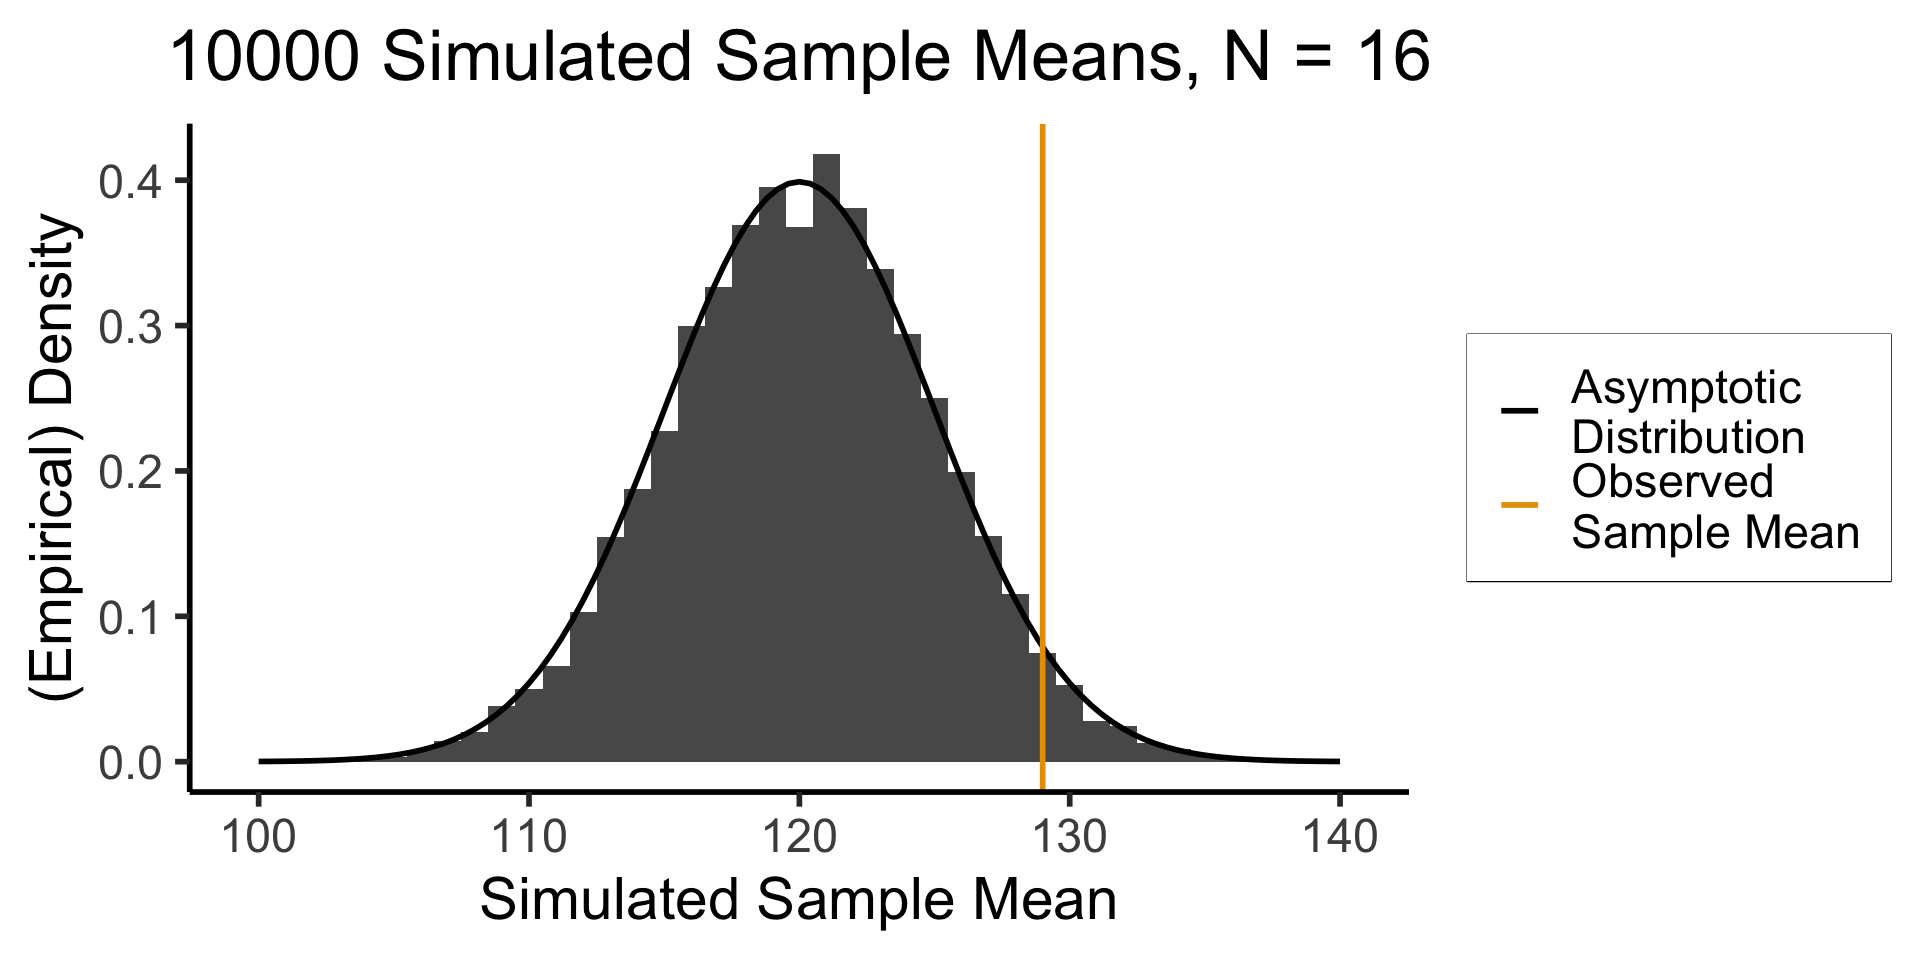 10000 Simulated Sample Means, N = 16
(Empirical) Density
0.4
0.3
0.2
0.1
0.0
100 110 120 130 140
Simulated Sample Mean
Asymptotic
Distribution
Observed
Sample Mean